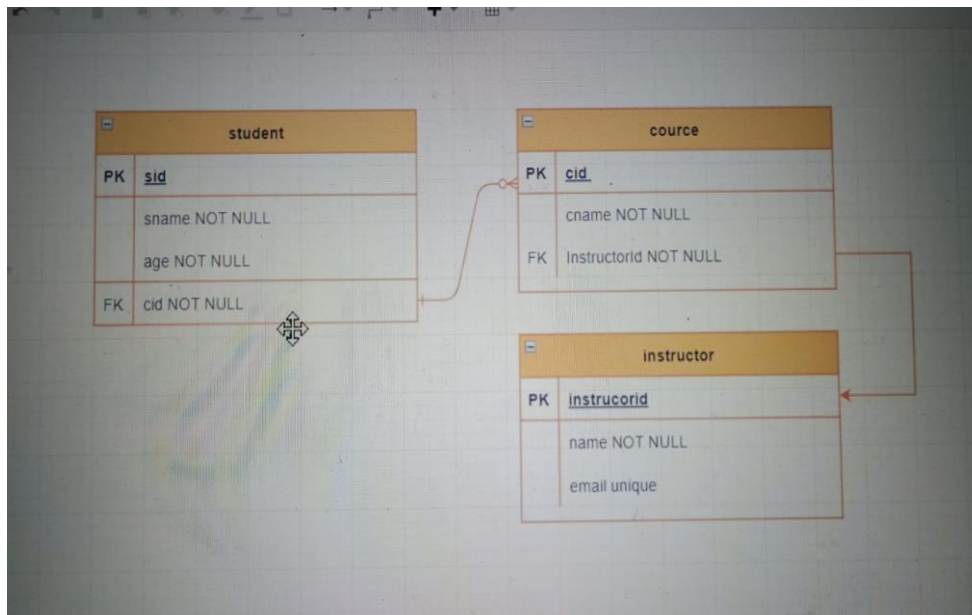 student
PK sid
sname NOT NULL
age NOT NULL
FK cid NOT NULL
cource
PK cid
cname NOT NULL
FK InstructorId NOT NULL
instructor
PK instrucorid
name NOT NULL
email unique